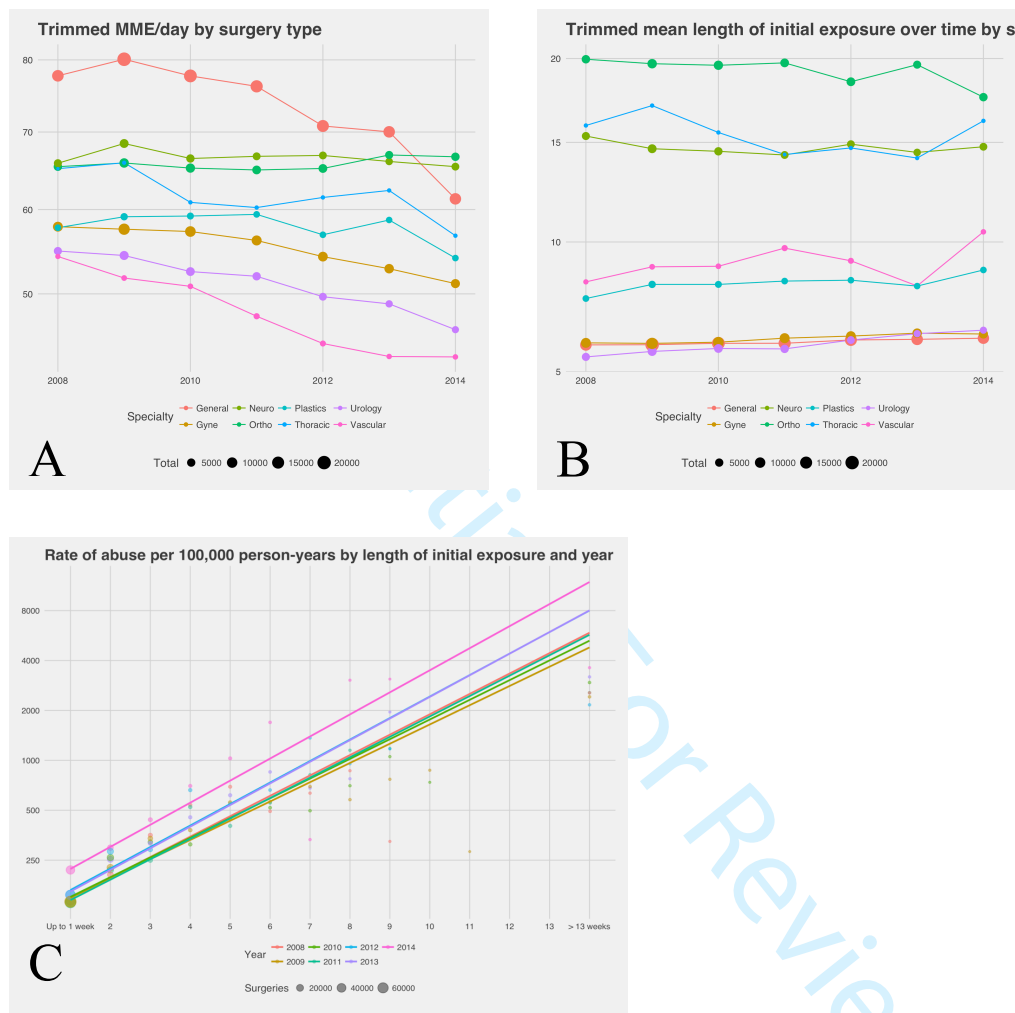 Trimmed MME/day by surgery type
80
70
60
50
2008 2010 2012 2014
Specialty
General Neuro Plastics Urology
Gyne Ortho Thoracic Vascular
Total 5000 10000 15000 20000
A
Trimmed mean length of initial exposure over time by s
20
15
10
5
2008 2010 2012 2014
Specialty
General Neuro Plastics Urology
Gyne Ortho Thoracic Vascular
Total 5000 10000 15000 20000
B
Rate of abuse per 100,000 person-years by length of initial exposure and year
8000
4000
2000
1000
500
250
Up to 1 week 2 3 4 5 6 7 8 9 10 11 12 13 > 13 weeks
Year
2008 2010 2012 2014
2009 2011 2013
Surgeries 20000 40000 60000
C
For Revie